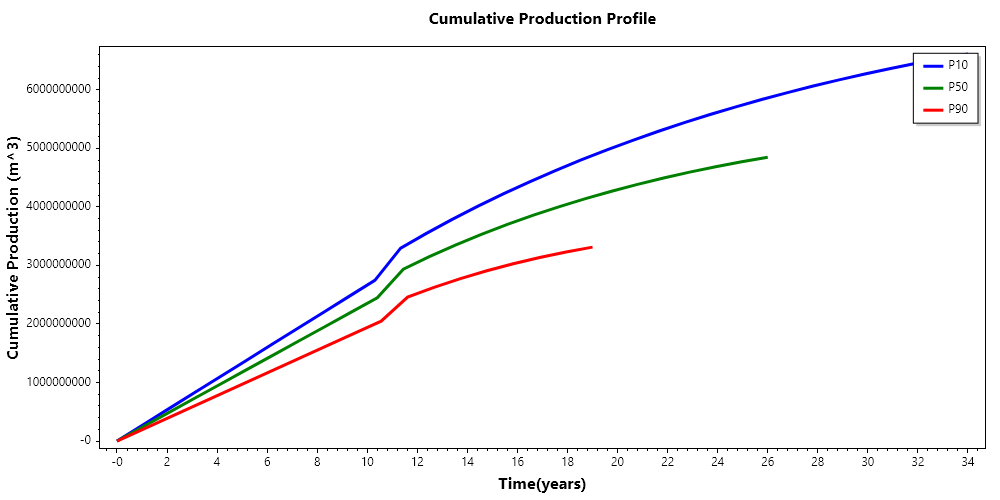 Cumulative Production Profile
P10
P50
P90
6000000000
5000000000
4000000000
3000000000
2000000000
1000000000
-0
Cumulative Production (m^3)
-0 2 4 6 8 10 12 14 16 18 20 22 24 26 28 30 32 34
Time(years)